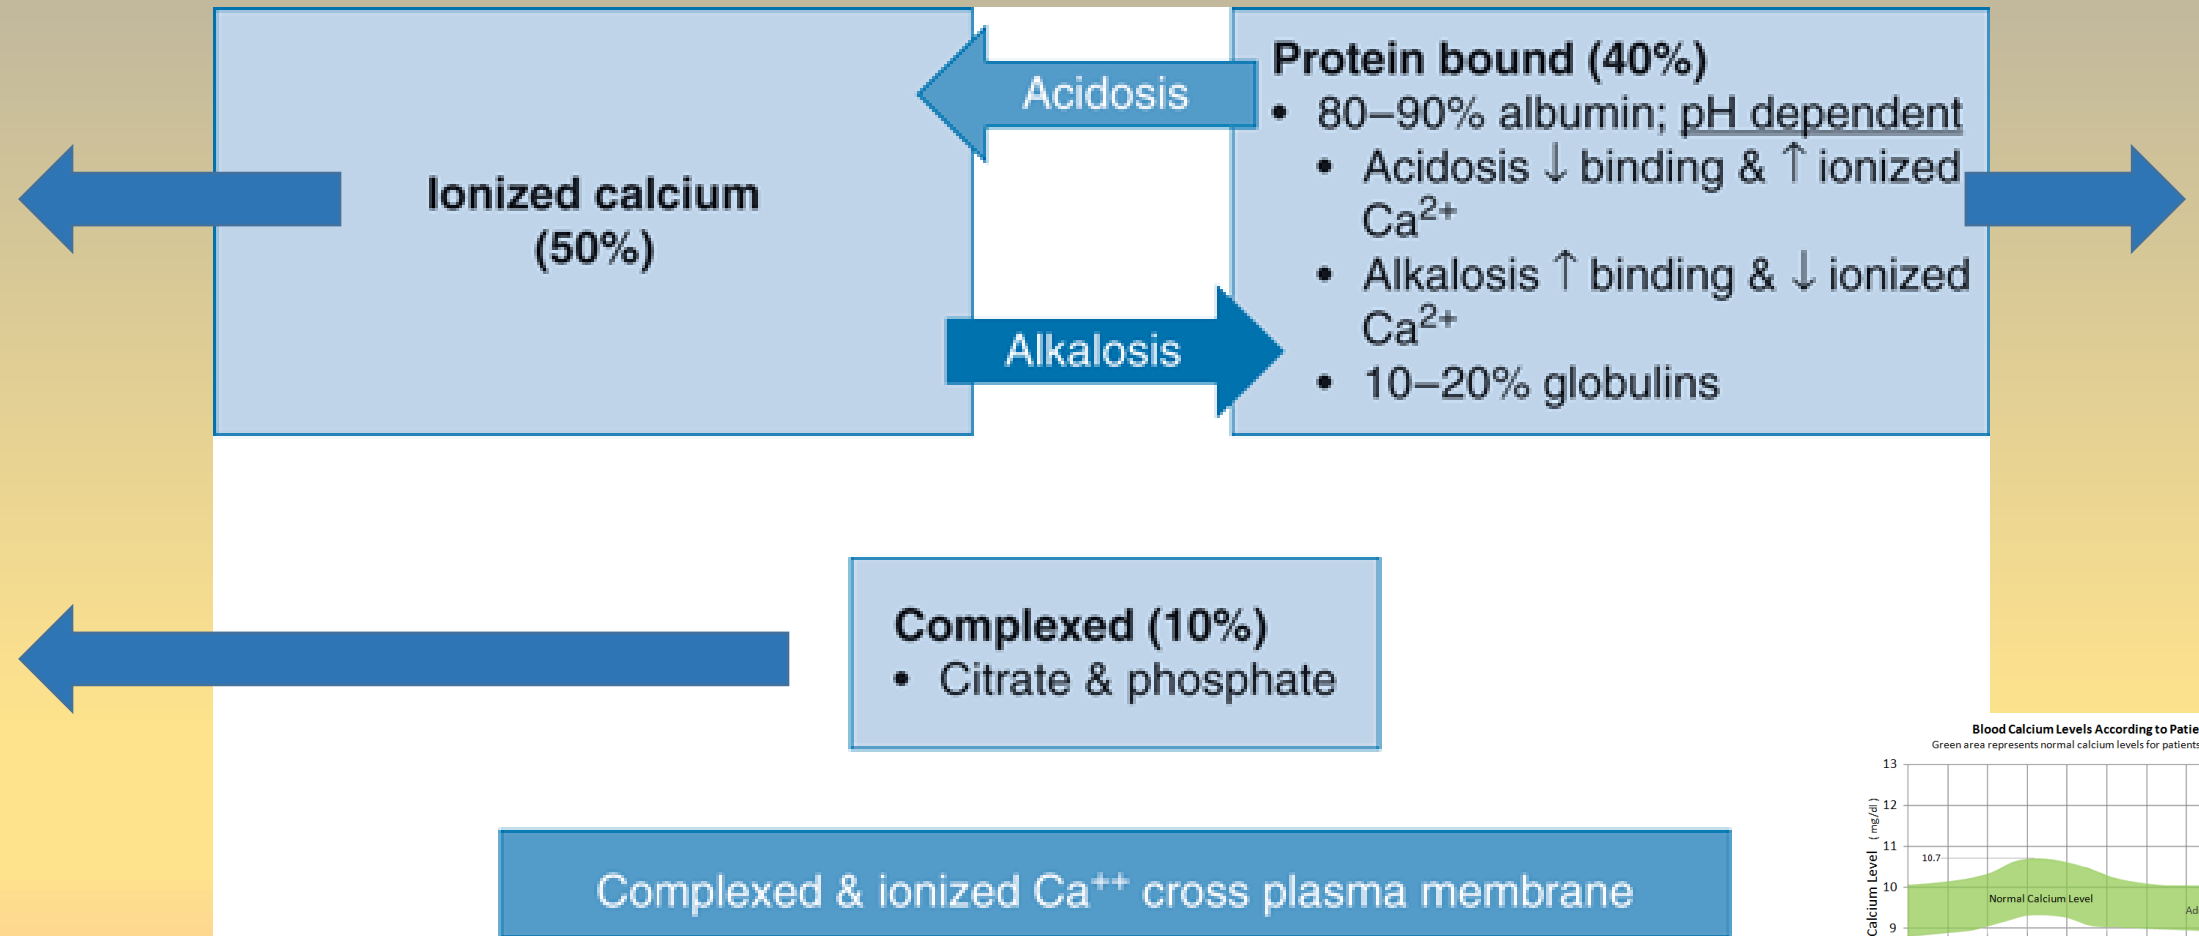 Acidosis
Ionized calcium
(50%)
Alkalosis
Protein bound (40%)
• 80–90% albumin; pH dependent
• Acidosis ↓ binding & ↑ ionized
Ca²⁺
• Alkalosis ↑ binding & ↓ ionized
Ca²⁺
• 10–20% globulins
Complexed (10%)
• Citrate & phosphate
Complexed & ionized Ca⁺⁺ cross plasma membrane
Blood Calcium Levels According to Patie
Green area represents normal calcium levels for patients
13
12
11
10.7
10
9
Calcium Level (mg/dl)
Normal Calcium Level
Ad